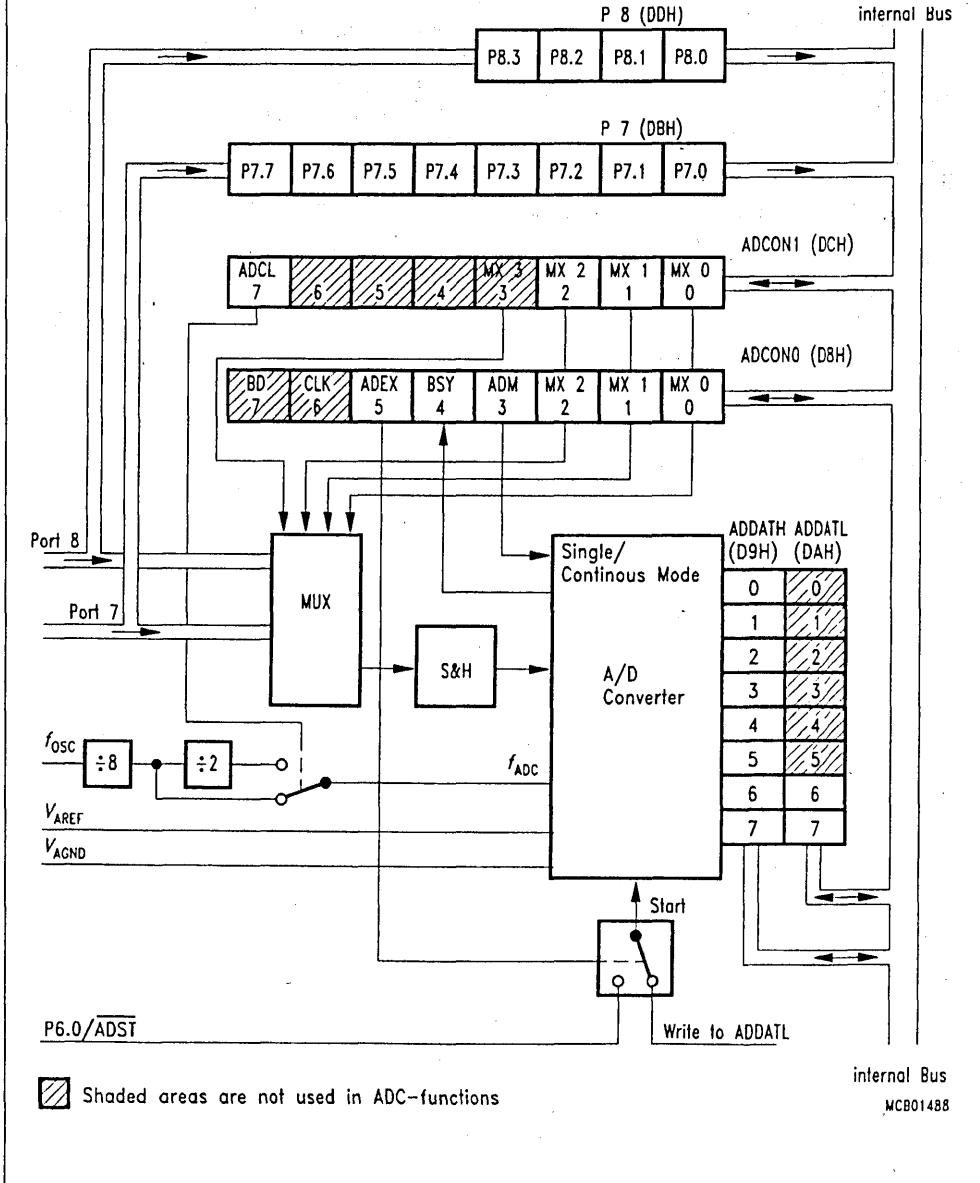 P 8 (DDH)
internal Bus
P8.3 P8.2 P8.1 P8.0
P 7 (DBH)
P7.7 P7.6 P7.5 P7.4 P7.3 P7.2 P7.1 P7.0
ADCON1 (DCH)
ADCL MX 3 MX 2 MX 1 MX 0
7 6 5 4 3 2 1 0
ADCON0 (D8H)
BD CLK ADEX BSY ADM MX 2 MX 1 MX 0
7 6 5 4 3 2 1 0
Port 8
Port 7
MUX
S&H
Single/
Continous Mode
A/D
Converter
ADDATH ADDATL
(D9H) (DAH)
0 0
1 1
2 2
3 3
4 4
5 5
6 6
7 7
fOSC
÷8
÷2
fADC
VAREF
VAGND
Start
P6.0/A̅D̅S̅T̅
Write to ADDATL
Shaded areas are not used in ADC-functions
internal Bus
MCB01488